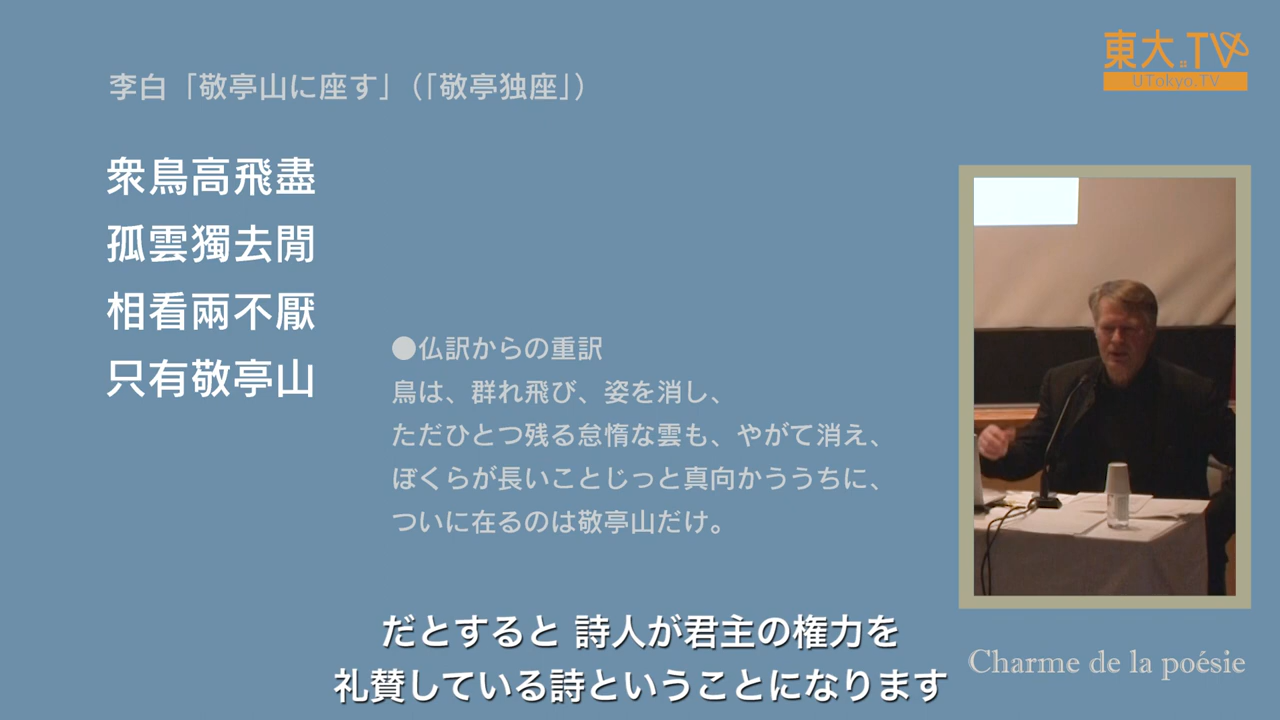 東大.TV
UTokyo.TV
李白「敬亭山に座す」（「敬亭独座」）
衆鳥高飛盡
孤雲獨去閒
相看兩不厭
只有敬亭山
●仏訳からの重訳
鳥は、群れ飛び、姿を消し、
ただひとつ残る怠惰な雲も、やがて消え、
ぼくらが長いことじっと真向かううちに、
ついに在るのは敬亭山だけ。
だとすると 詩人が君主の権力を
礼賛している詩ということになります
Charme de la poésie